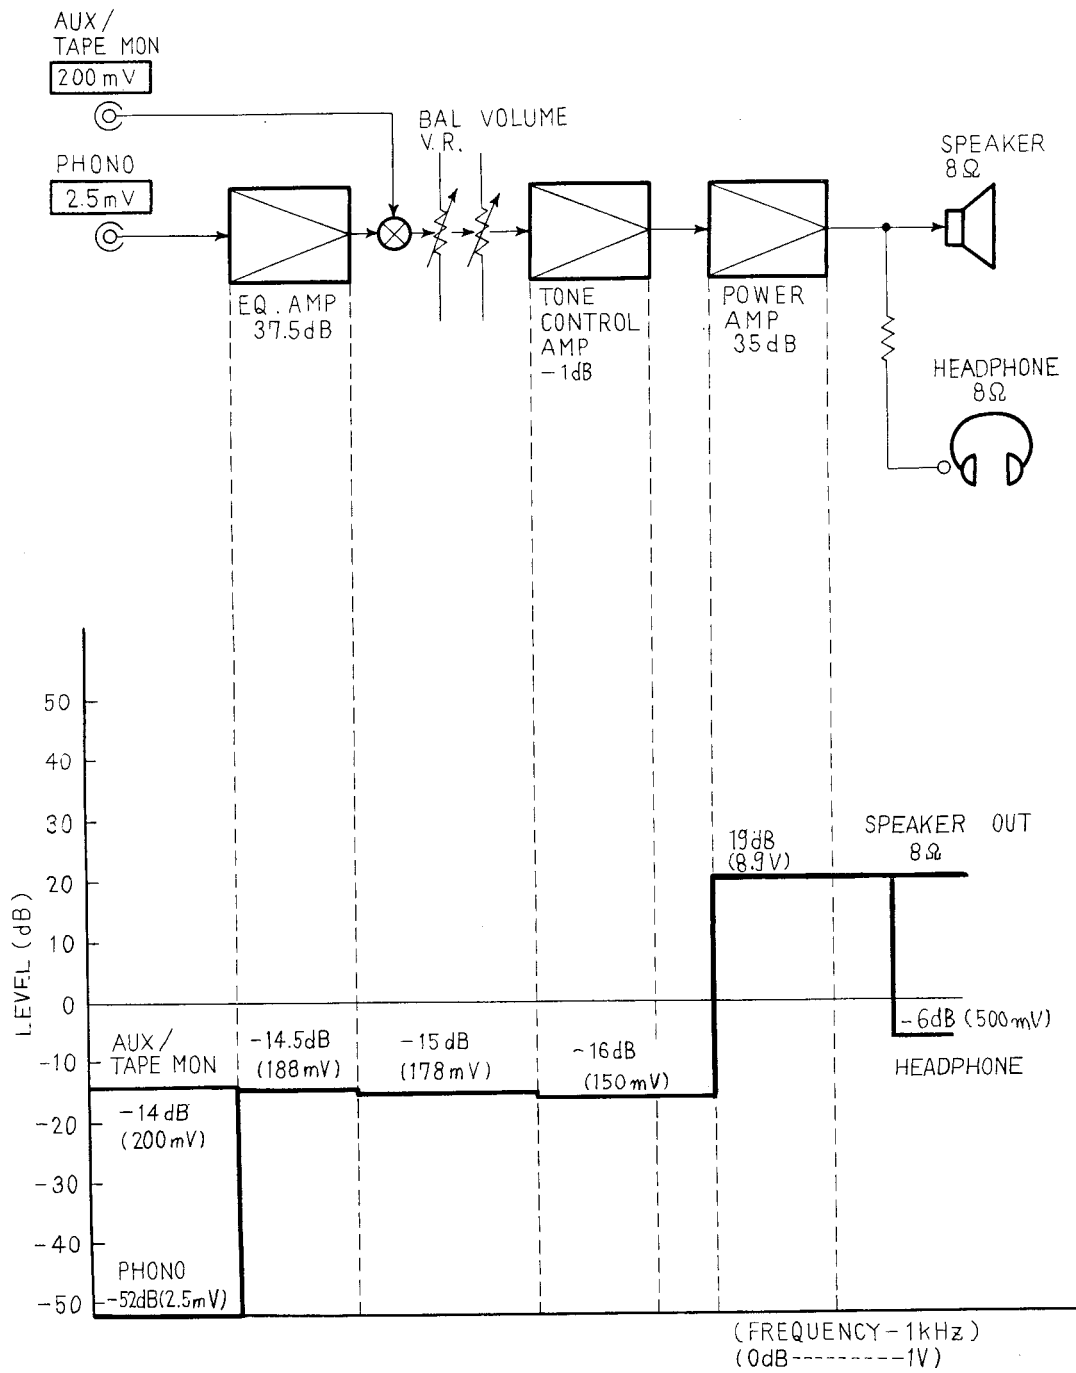 AUX/
TAPE MON
200mV
PHONO
2.5mV
BAL VOLUME
V.R.
SPEAKER
8Ω
EQ. AMP
37.5dB
TONE
CONTROL
AMP
-1dB
POWER
AMP
35dB
HEADPHONE
8Ω
LEVEL (dB)
50
40
30
20
10
0
-10
-20
-30
-40
-50
19dB
(8.9V)
SPEAKER OUT
8Ω
AUX/
TAPE MON
-14.5dB
(188mV)
-15dB
(178mV)
-16dB
(150mV)
-6dB (500mV)
HEADPHONE
-14dB
(200mV)
PHONO
-52dB(2.5mV)
(FREQUENCY-1kHz)
(0dB---------1V)